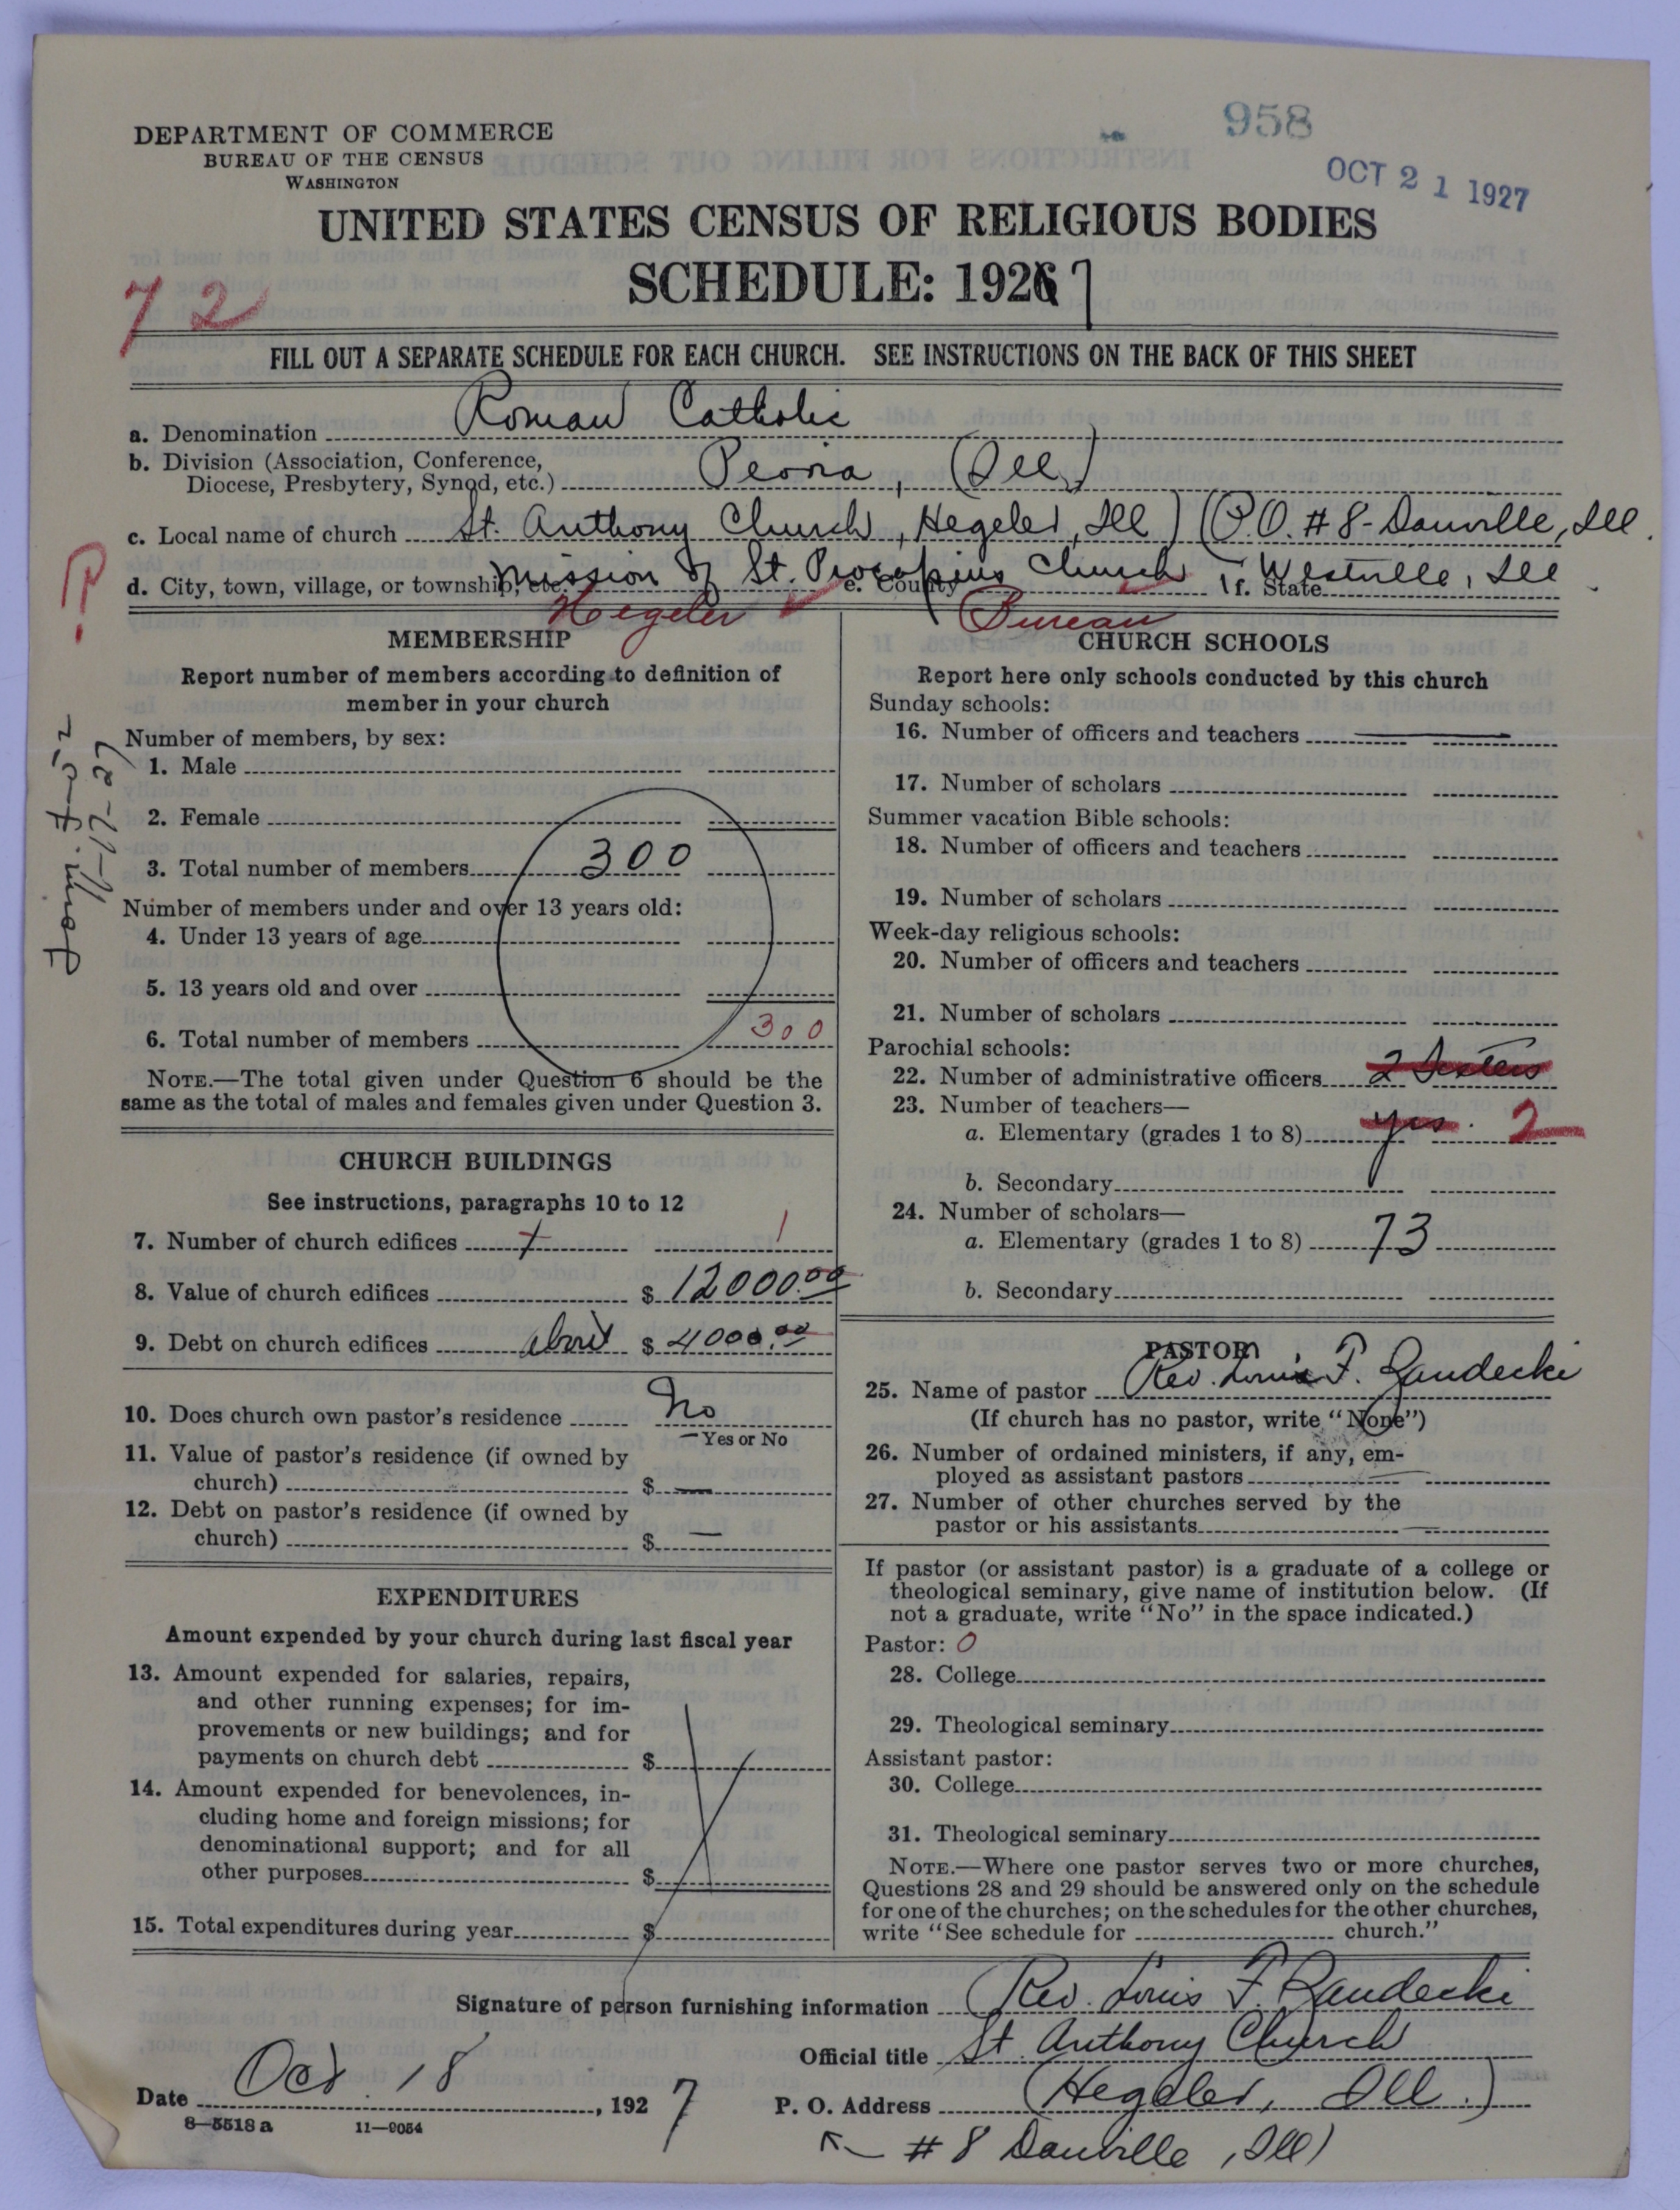 958
OCT 21 1927
DEPARTMENT OF COMMERCE
BUREAU OF THE CENSUS
WASHINGTON
UNITED STATES CENSUS OF RELIGIOUS BODIES
SCHEDULE: 1926 7
72
FILL OUT A SEPARATE SCHEDULE FOR EACH CHURCH. SEE INSTRUCTIONS ON THE BACK OF THIS SHEET
a. Denomination Roman Catholic
b. Division (Association, Conference,
Diocese, Presbytery, Synod, etc.) Peoria, (Ill)
c. Local name of church St. Anthony Church, Hegeler, Ill) (P.O. #8-Danville, Ill.
d. City, town, village, or township, etc. Mission of St. Procopius Church e. County f. State Westville, Ill
Hegeler Bureau
MEMBERSHIP
Report number of members according to definition of
member in your church
Number of members, by sex:
1. Male
2. Female
3. Total number of members 300
Number of members under and over 13 years old:
4. Under 13 years of age
5. 13 years old and over
6. Total number of members 300
NOTE.—The total given under Question 6 should be the
same as the total of males and females given under Question 3.
11-17-27
CHURCH BUILDINGS
See instructions, paragraphs 10 to 12
7. Number of church edifices 1
8. Value of church edifices $ 12000.00
9. Debt on church edifices about $ 4000.00
10. Does church own pastor's residence No
Yes or No
11. Value of pastor's residence (if owned by
church) $ —
12. Debt on pastor's residence (if owned by
church) $ —
EXPENDITURES
Amount expended by your church during last fiscal year
13. Amount expended for salaries, repairs,
and other running expenses; for im-
provements or new buildings; and for
payments on church debt $
14. Amount expended for benevolences, in-
cluding home and foreign missions; for
denominational support; and for all
other purposes $
15. Total expenditures during year $
CHURCH SCHOOLS
Report here only schools conducted by this church
Sunday schools:
16. Number of officers and teachers —
17. Number of scholars
Summer vacation Bible schools:
18. Number of officers and teachers
19. Number of scholars
Week-day religious schools:
20. Number of officers and teachers
21. Number of scholars
Parochial schools:
22. Number of administrative officers 2 Sisters
23. Number of teachers—
a. Elementary (grades 1 to 8) yes. 2
b. Secondary
24. Number of scholars—
a. Elementary (grades 1 to 8) 73
b. Secondary
PASTOR
25. Name of pastor Rev. Louis F. Zaudecki
(If church has no pastor, write "None")
26. Number of ordained ministers, if any, em-
ployed as assistant pastors —
27. Number of other churches served by the
pastor or his assistants —
If pastor (or assistant pastor) is a graduate of a college or
theological seminary, give name of institution below. (If
not a graduate, write "No" in the space indicated.)
Pastor: 0
28. College
29. Theological seminary
Assistant pastor:
30. College
31. Theological seminary
NOTE.—Where one pastor serves two or more churches,
Questions 28 and 29 should be answered only on the schedule
for one of the churches; on the schedules for the other churches,
write "See schedule for church."
Signature of person furnishing information Rev. Louis F. Zaudecki
Official title St. Anthony Church
Date Oct. 18, 1927
P. O. Address (Hegeler, Ill.)
8—5518 a 11—9054
# 8 Danville, Ill)